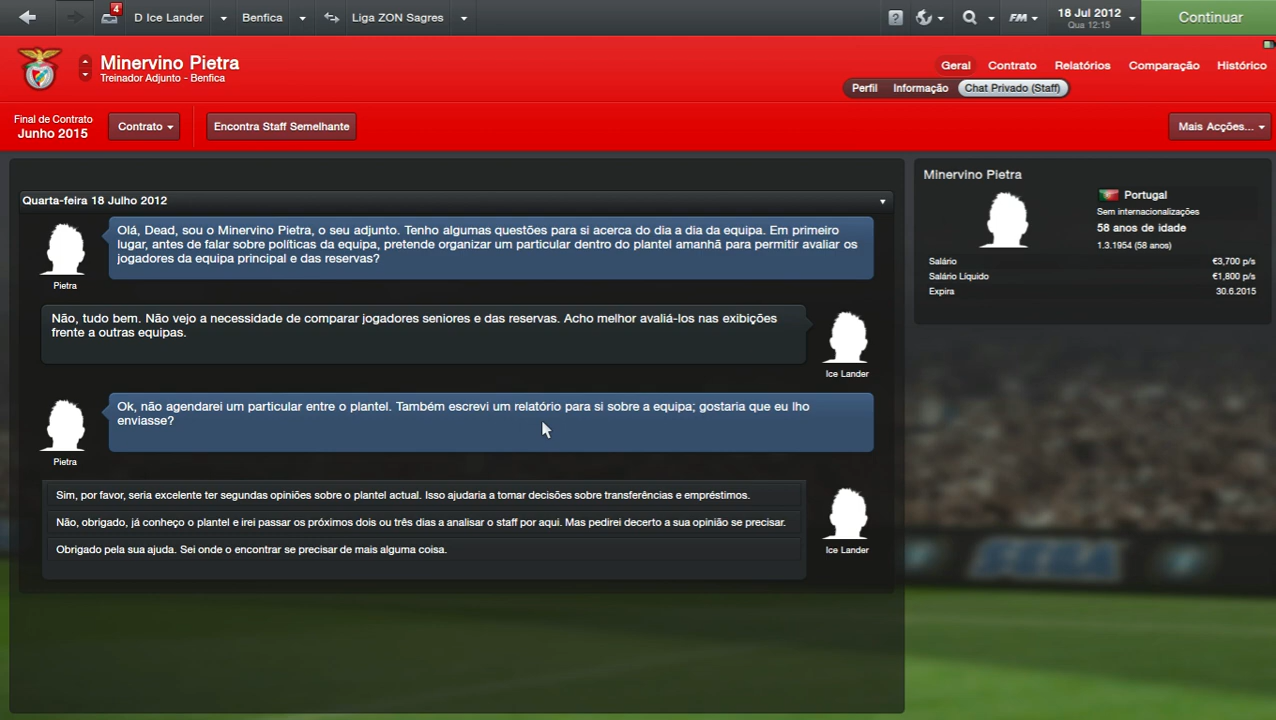 4
D Ice Lander
Benfica
Liga ZON Sagres
?
FM
18 Jul 2012
Qua 12:15
Continuar
Minervino Pietra
Treinador Adjunto - Benfica
Geral
Contrato
Relatórios
Comparação
Histórico
Perfil
Informação
Chat Privado (Staff)
Final de Contrato
Junho 2015
Contrato
Encontra Staff Semelhante
Mais Acções...
Quarta-feira 18 Julho 2012
Olá, Dead, sou o Minervino Pietra, o seu adjunto. Tenho algumas questões para si acerca do dia a dia da equipa. Em primeiro
lugar, antes de falar sobre políticas da equipa, pretende organizar um particular dentro do plantel amanhã para permitir avaliar os
jogadores da equipa principal e das reservas?
Pietra
Não, tudo bem. Não vejo a necessidade de comparar jogadores seniores e das reservas. Acho melhor avaliá-los nas exibições
frente a outras equipas.
Ice Lander
Ok, não agendarei um particular entre o plantel. Também escrevi um relatório para si sobre a equipa; gostaria que eu lho
enviasse?
Pietra
Sim, por favor, seria excelente ter segundas opiniões sobre o plantel actual. Isso ajudaria a tomar decisões sobre transferências e empréstimos.
Não, obrigado, já conheço o plantel e irei passar os próximos dois ou três dias a analisar o staff por aqui. Mas pedirei decerto a sua opinião se precisar.
Obrigado pela sua ajuda. Sei onde o encontrar se precisar de mais alguma coisa.
Ice Lander
Minervino Pietra
Portugal
Sem internacionalizações
58 anos de idade
1.3.1954 (58 anos)
Salário €3,700 p/s
Salário Líquido €1,800 p/s
Expira 30.6.2015
SEGA